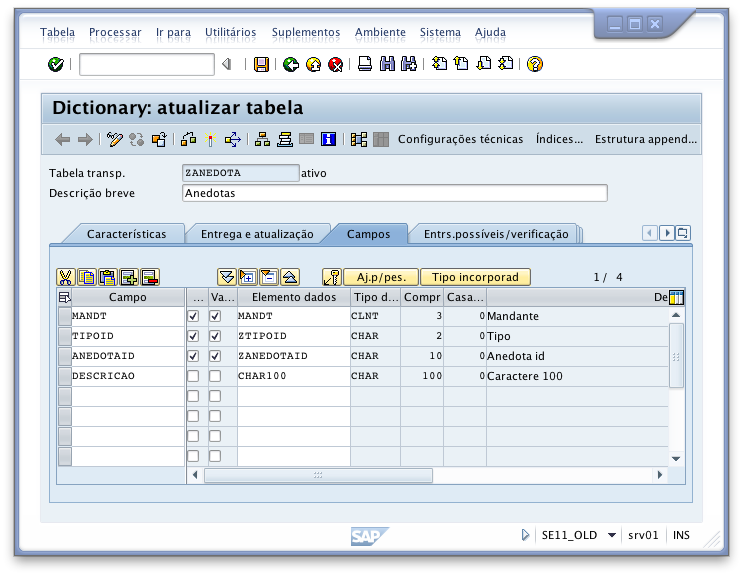 Tabela Processar Ir para Utilitários Suplementos Ambiente Sistema Ajuda
Dictionary: atualizar tabela
Configurações técnicas Índices... Estrutura append...
Tabela transp. ZANEDOTA ativo
Descrição breve Anedotas
Características Entrega e atualização Campos Entrs.possíveis/verificação
Aj.p/pes. Tipo incorporad 1 / 4
Campo ... Va... Elemento dados Tipo d... Compr Casa... De
MANDT MANDT CLNT 3 0 Mandante
TIPOID ZTIPOID CHAR 2 0 Tipo
ANEDOTAID ZANEDOTAID CHAR 10 0 Anedota id
DESCRICAO CHAR100 CHAR 100 0 Caractere 100
SAP SE11_OLD srv01 INS